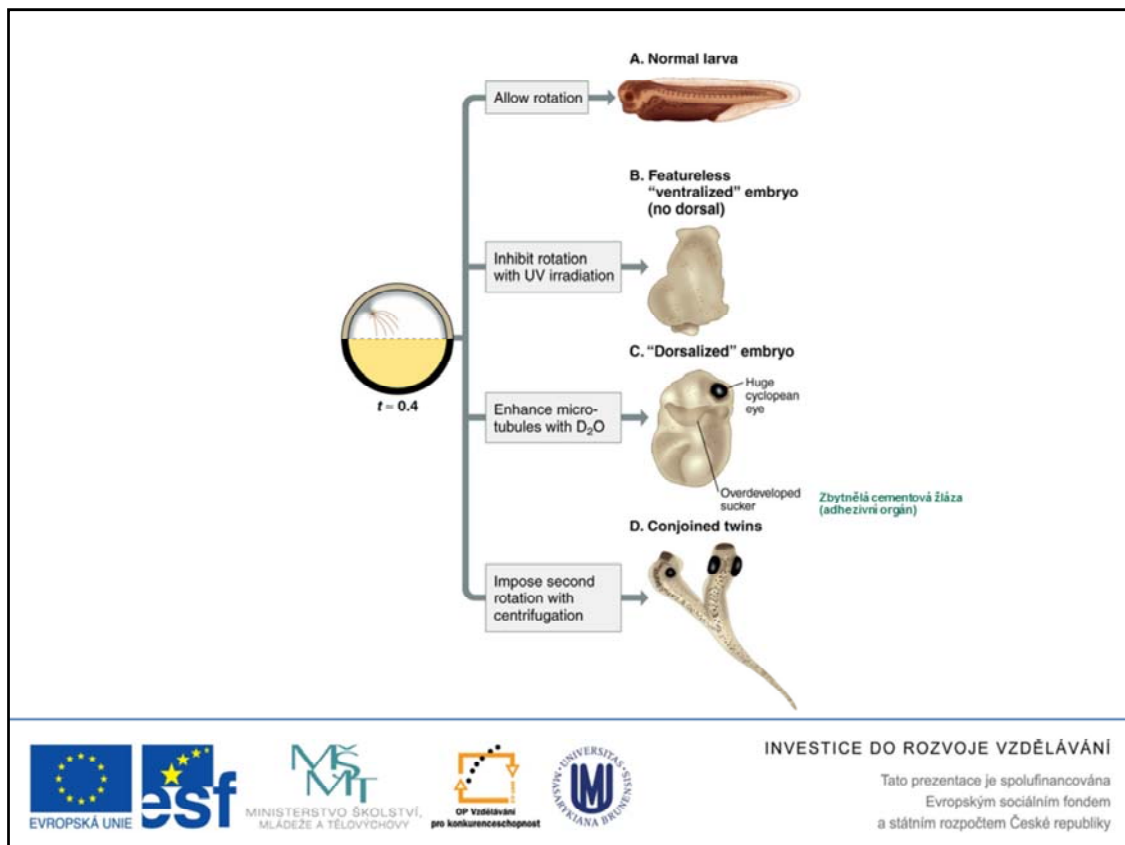 A. Normal larva
Allow rotation
B. Featureless
"ventralized" embryo
(no dorsal)
Inhibit rotation
with UV irradiation
C. "Dorsalized" embryo
Huge
cyclopean
eye
t = 0.4
Enhance micro-
tubules with D₂O
Overdeveloped
sucker
Zbytnělá cementová žláza
(adhezivní orgán)
D. Conjoined twins
Impose second
rotation with
centrifugation
EVROPSKÁ UNIE
esf
MŠMT
MINISTERSTVO ŠKOLSTVÍ,
MLÁDEŽE A TĚLOVÝCHOVY
OP Vzdělávání
pro konkurenceschopnost
UNIVERSITAS
MASARYKIANA BRUNENSIS
INVESTICE DO ROZVOJE VZDĚLÁVÁNÍ
Tato prezentace je spolufinancována
Evropským sociálním fondem
a státním rozpočtem České republiky